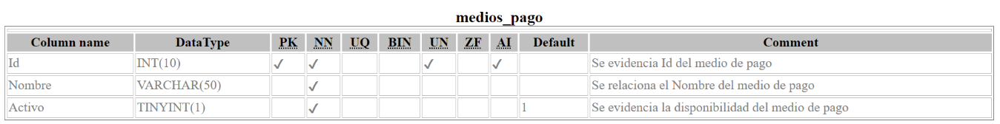 medios_pago
Column name DataType PK NN UQ BIN UN ZF AI Default Comment
Id INT(10) ✓ ✓ ✓ ✓ Se evidencia Id del medio de pago
Nombre VARCHAR(50) ✓ Se relaciona el Nombre del medio de pago
Activo TINYINT(1) ✓ 1 Se evidencia la disponibilidad del medio de pago